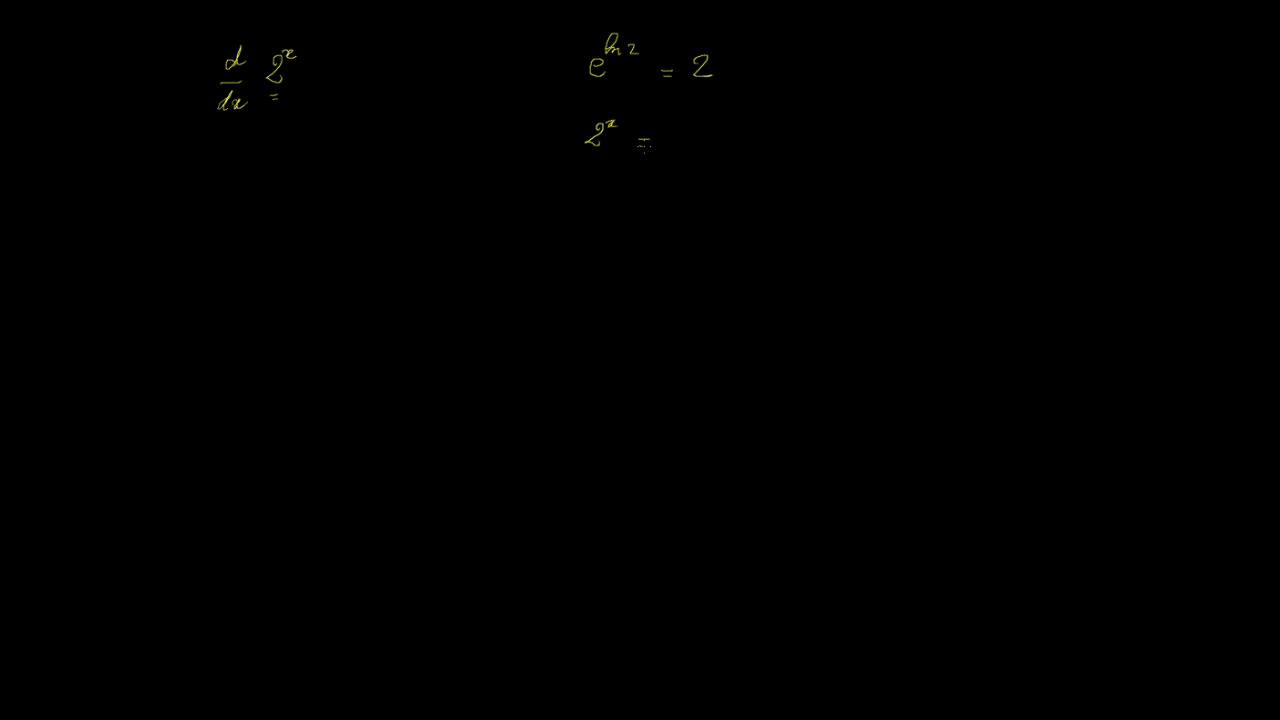 d/dx 2^x =
e^{ln 2} = 2
2^x =